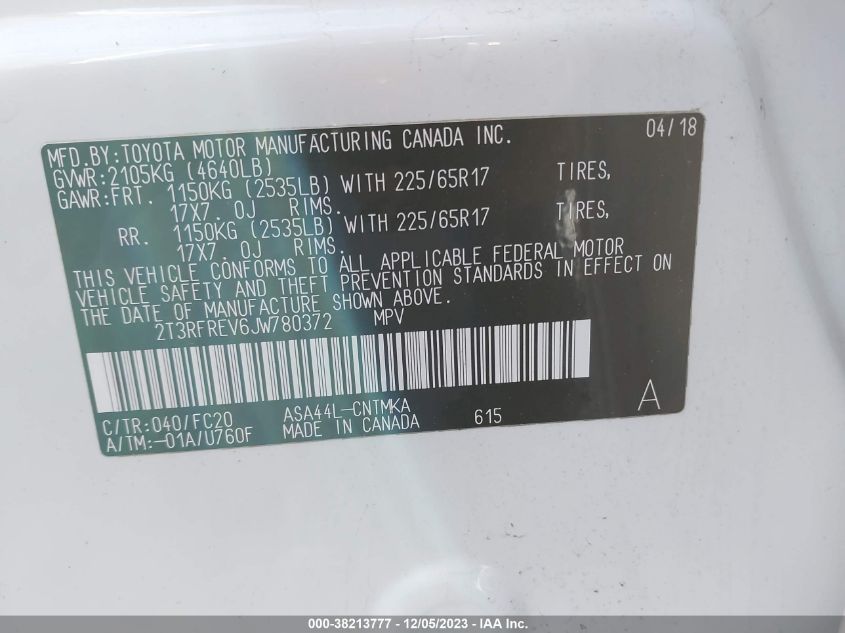 MFD.BY:TOYOTA MOTOR MANUFACTURING CANADA INC. 04/18
GVWR:2105KG (4640LB)
GAWR:FRT. 1150KG (2535LB) WITH 225/65R17 TIRES,
17X7.0J RIMS.
RR. 1150KG (2535LB) WITH 225/65R17 TIRES,
17X7.0J RIMS.
THIS VEHICLE CONFORMS TO ALL APPLICABLE FEDERAL MOTOR
VEHICLE SAFETY AND THEFT PREVENTION STANDARDS IN EFFECT ON
THE DATE OF MANUFACTURE SHOWN ABOVE.
2T3RFREV6JW780372 MPV
C/TR:040/FC20 ASA44L-CNTMKA A
A/TM:-01A/U760F MADE IN CANADA 615
000-38213777 - 12/05/2023 - IAA Inc.